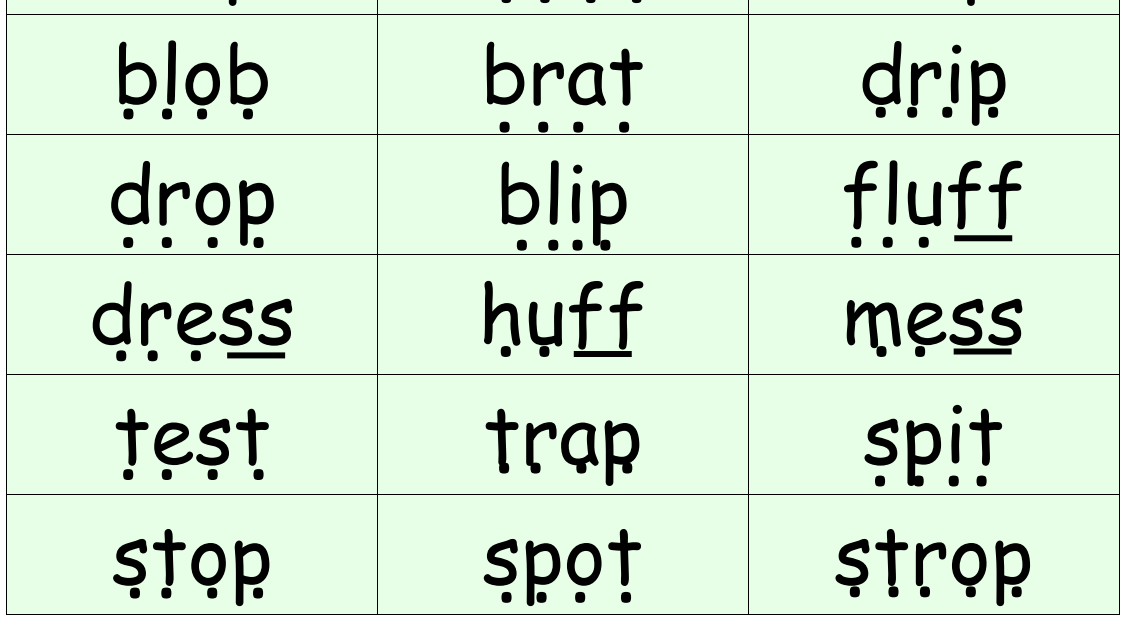 blob brat drip
drop blip fluff
dress huff mess
test trap spit
stop spot strop